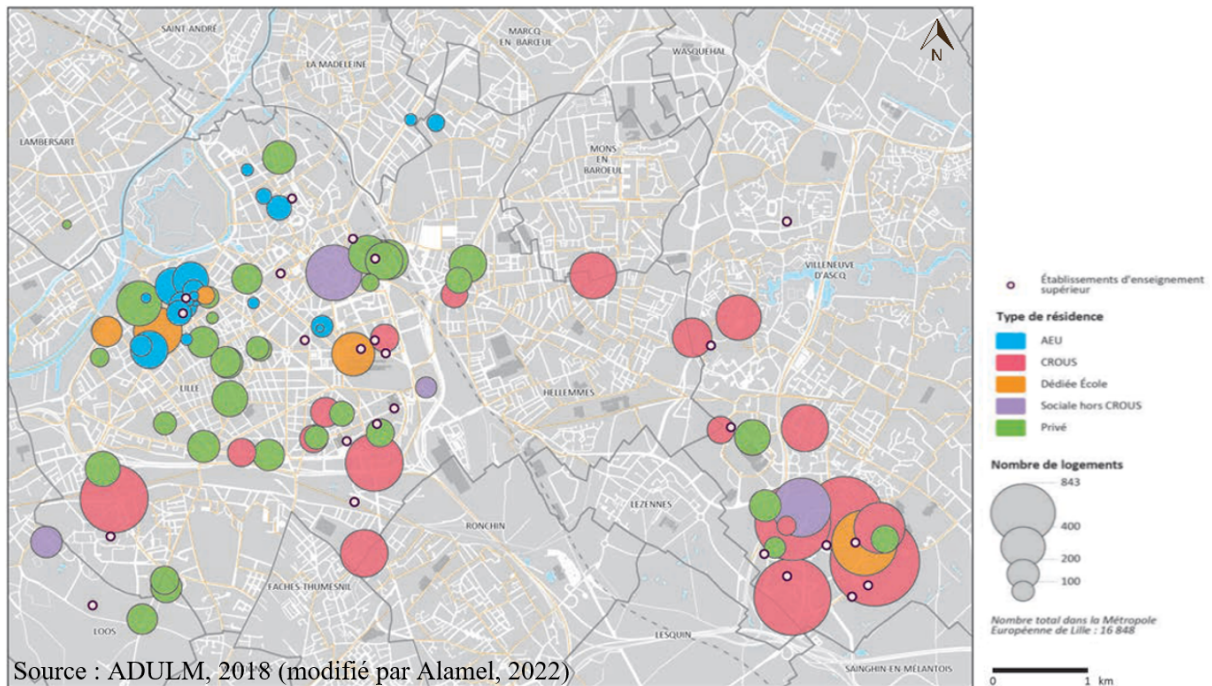 SAINT-ANDRÉ
MARCQ
EN BARŒUL
WASQUEHAL
N
LA MADELEINE
LAMBERSART
MONS
EN
BAROEUL
VILLENEUVE
D'ASCQ
LILLE
HELLEMMES
LEZENNES
RONCHIN
FACHES-THUMESNIL
LOOS
LESQUIN
SAINGHIN-EN-MÉLANTOIS
Source : ADULM, 2018 (modifié par Alamel, 2022)
Établissements d'enseignement
supérieur
Type de résidence
AEU
CROUS
Dédiée École
Sociale hors CROUS
Privé
Nombre de logements
843
400
200
100
Nombre total dans la Métropole
Européenne de Lille : 16 848
0 1 km